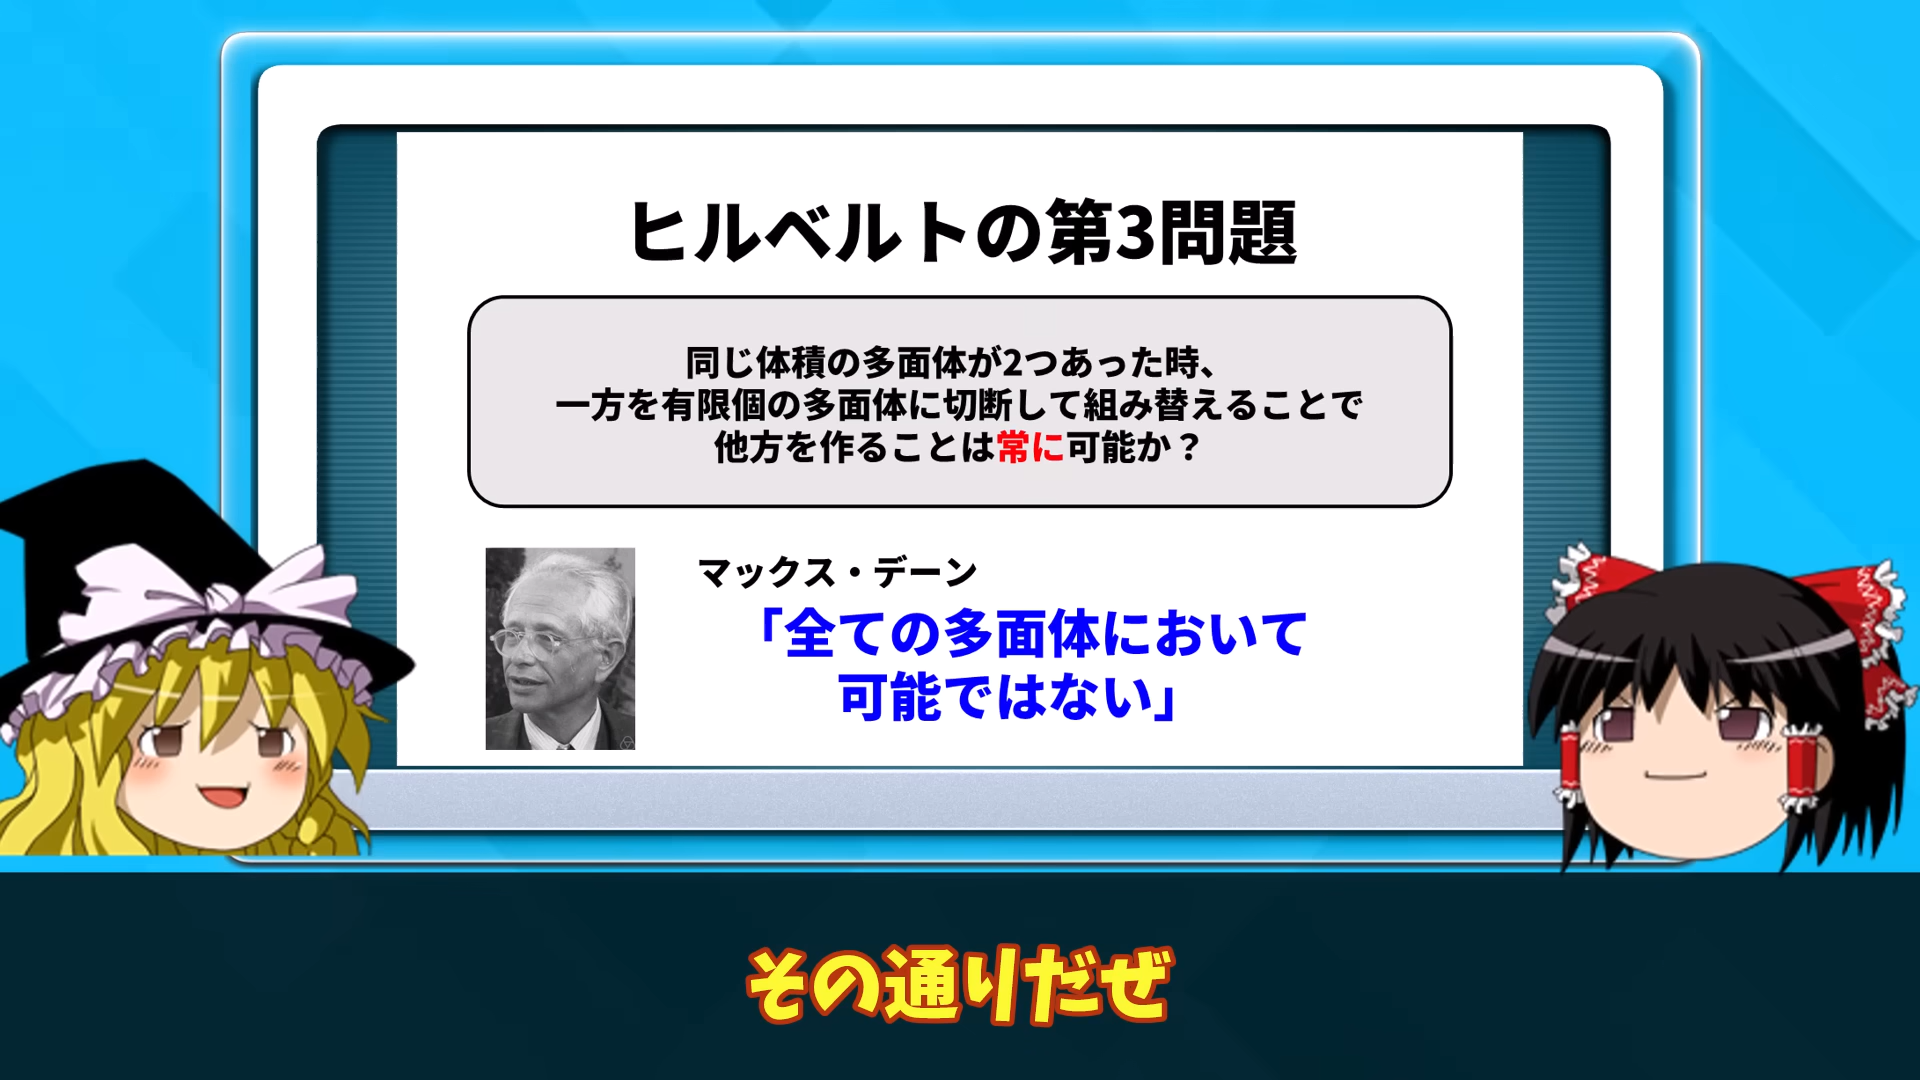 ヒルベルトの第3問題
同じ体積の多面体が2つあった時、
一方を有限個の多面体に切断して組み替えることで
他方を作ることは常に可能か？
マックス・デーン
「全ての多面体において
可能ではない」
その通りだぜ